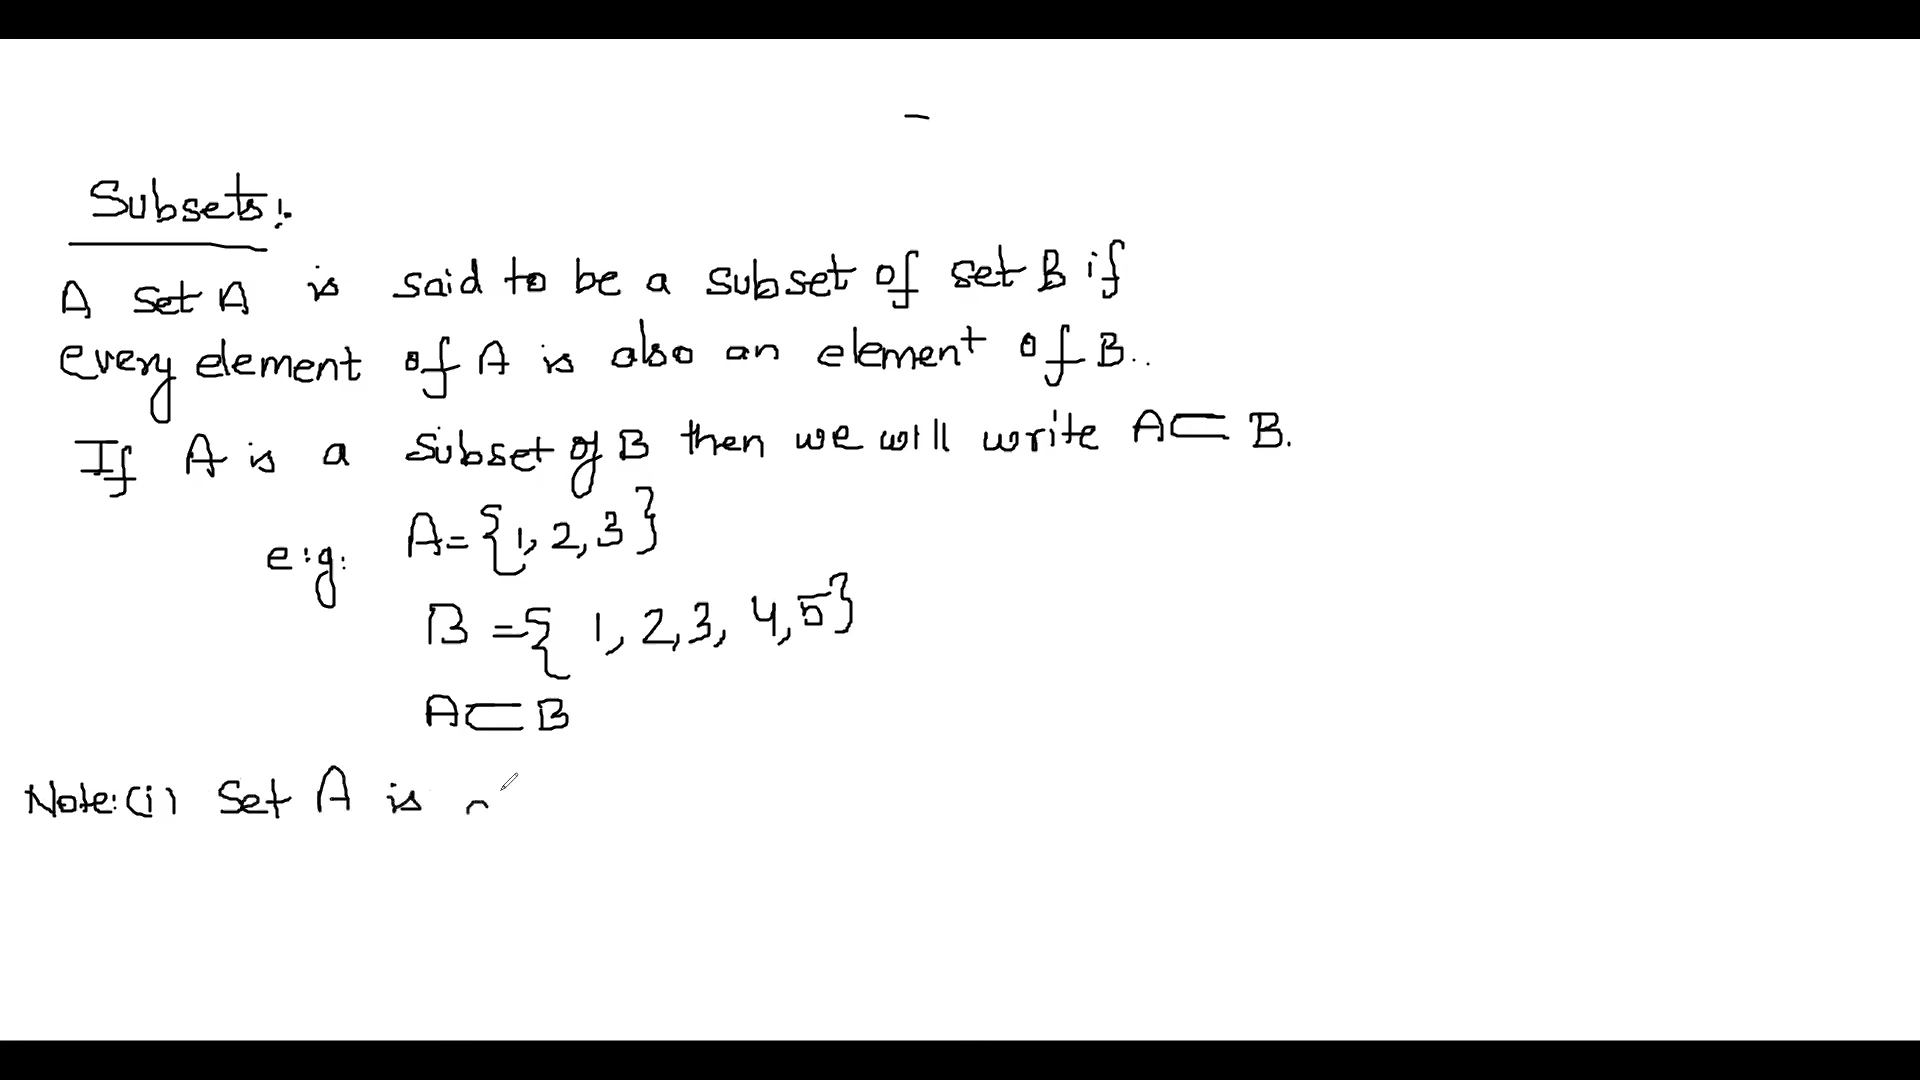 Subsets:
A set A is said to be a subset of set B if
every element of A is also an element of B..
If A is a subset of B then we will write A⊂ B.
e.g. A={1, 2, 3}
B ={ 1, 2, 3, 4, 5}
A⊂B
Note:(i) Set A is